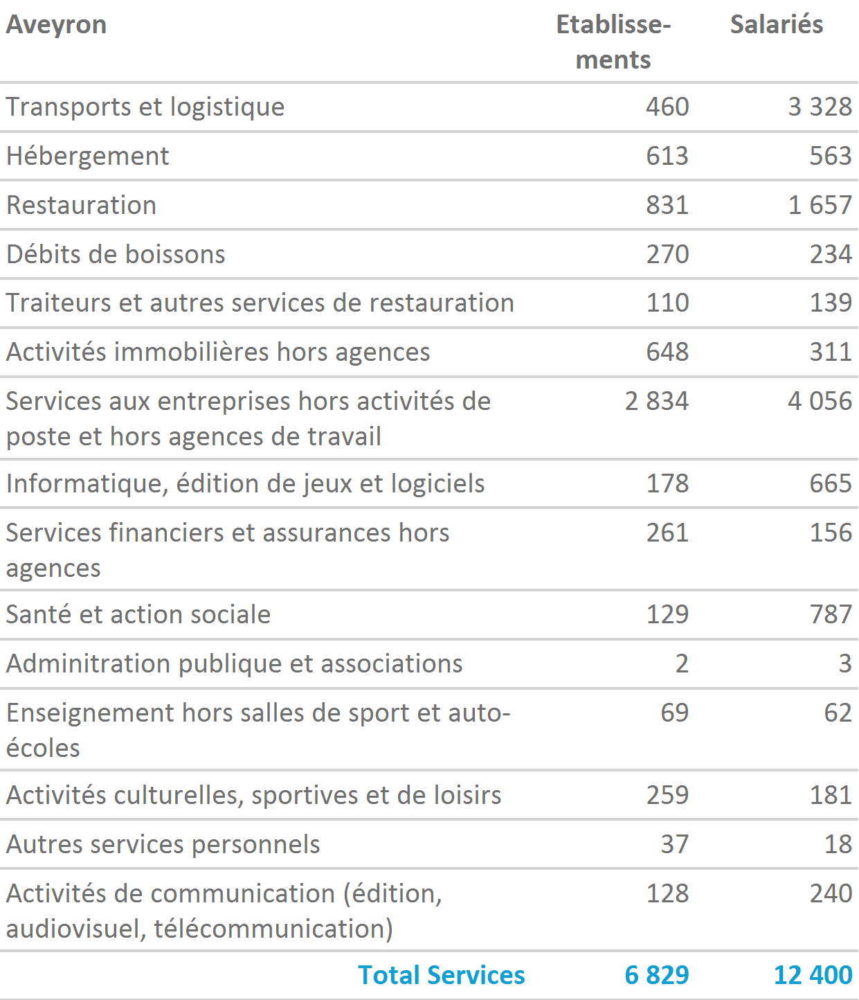 Aveyron Etablisse- Salariés
ments
Transports et logistique 460 3 328
Hébergement 613 563
Restauration 831 1 657
Débits de boissons 270 234
Traiteurs et autres services de restauration 110 139
Activités immobilières hors agences 648 311
Services aux entreprises hors activités de 2 834 4 056
poste et hors agences de travail
Informatique, édition de jeux et logiciels 178 665
Services financiers et assurances hors 261 156
agences
Santé et action sociale 129 787
Adminitration publique et associations 2 3
Enseignement hors salles de sport et auto- 69 62
écoles
Activités culturelles, sportives et de loisirs 259 181
Autres services personnels 37 18
Activités de communication (édition, 128 240
audiovisuel, télécommunication)
Total Services 6 829 12 400